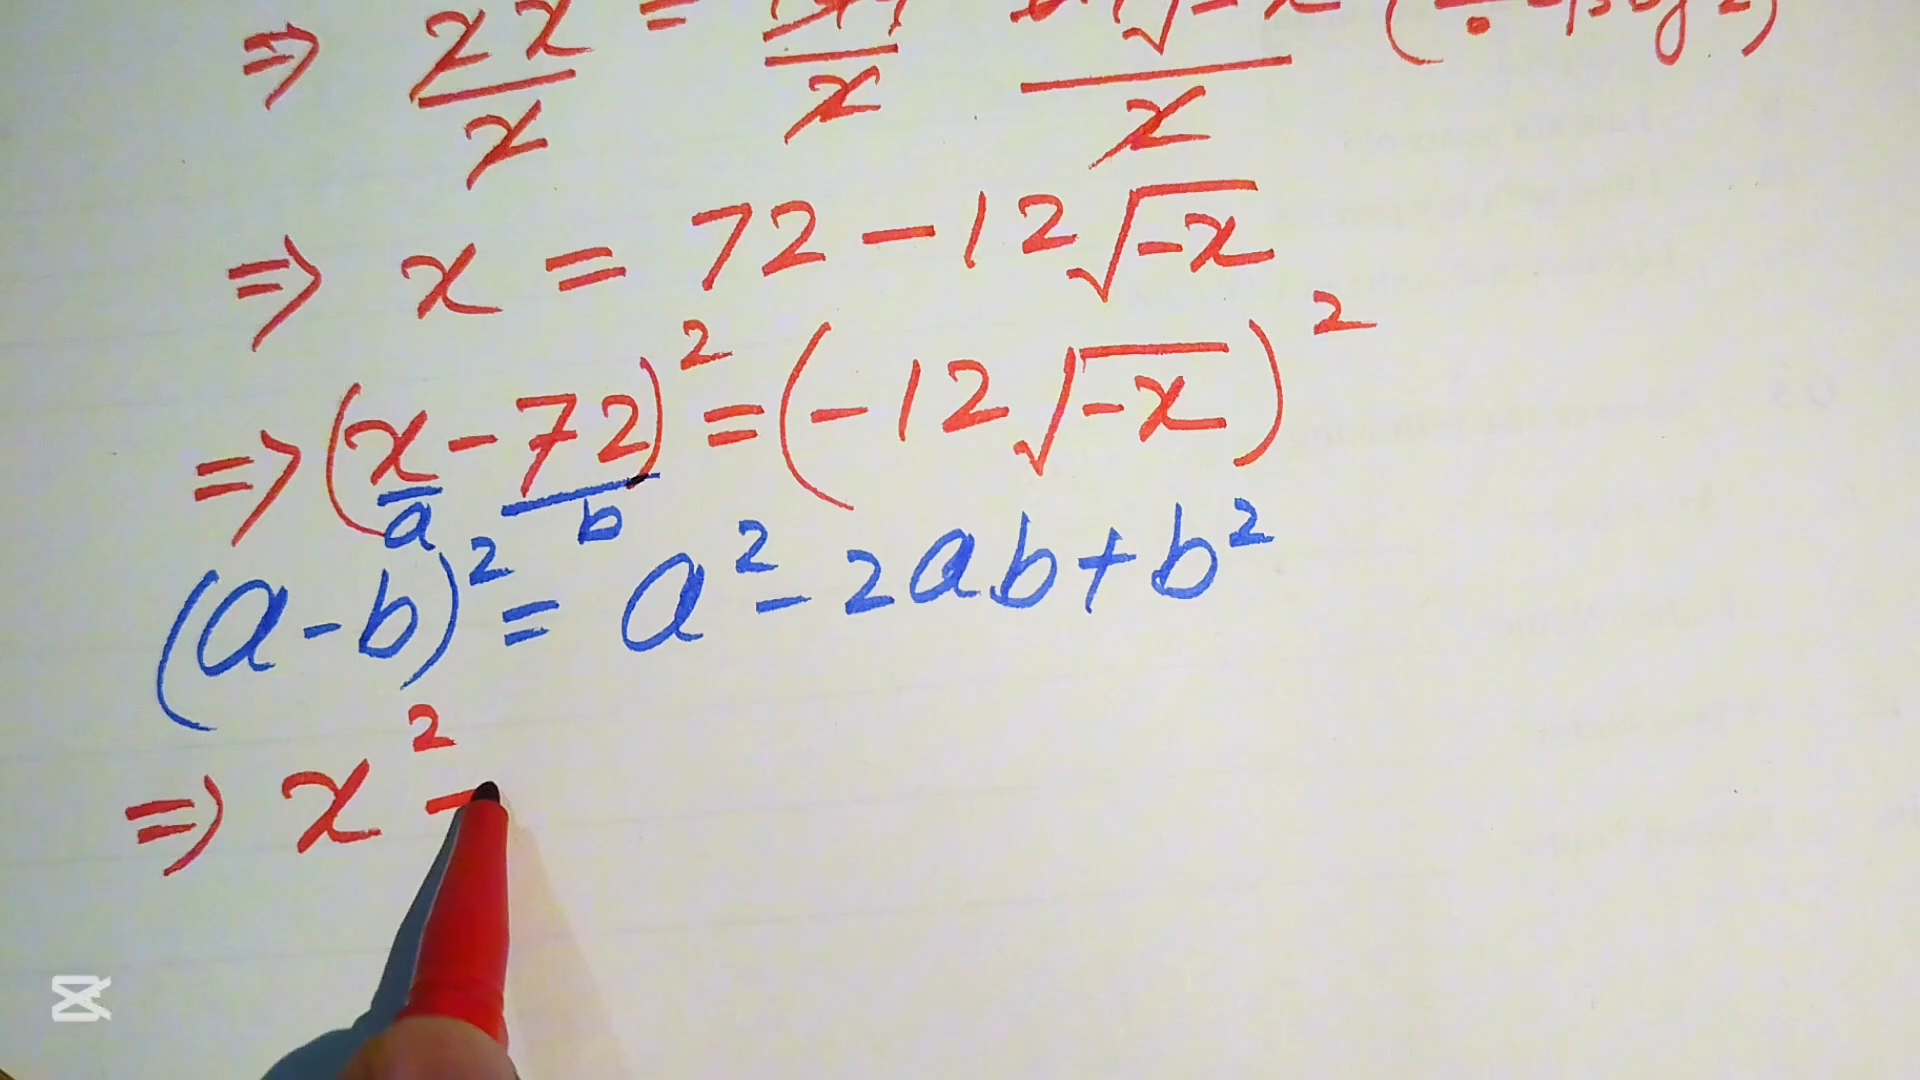 ⇒ x = 72 - 12√-x
⇒ (x - 72)² = (-12√-x)²
a b
(a - b)² = a² - 2ab + b²
⇒ x² -